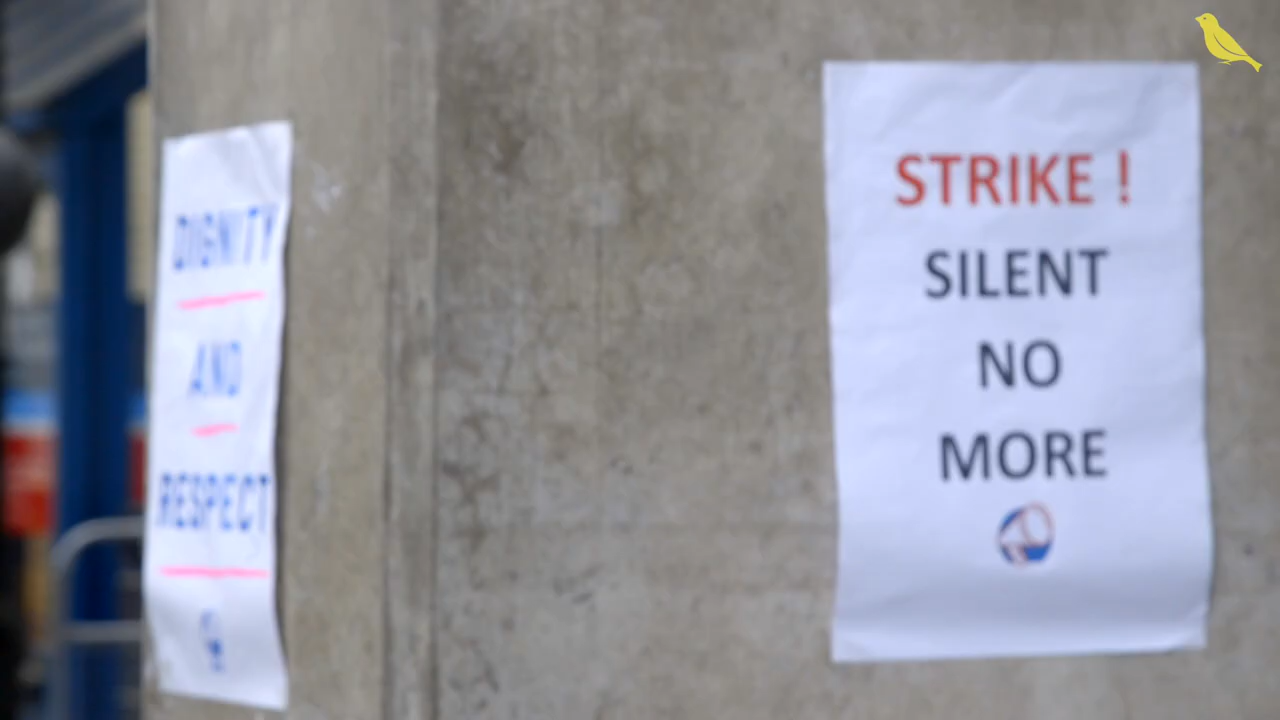 DIGNITY
AND
RESPECT
STRIKE !
SILENT
NO
MORE